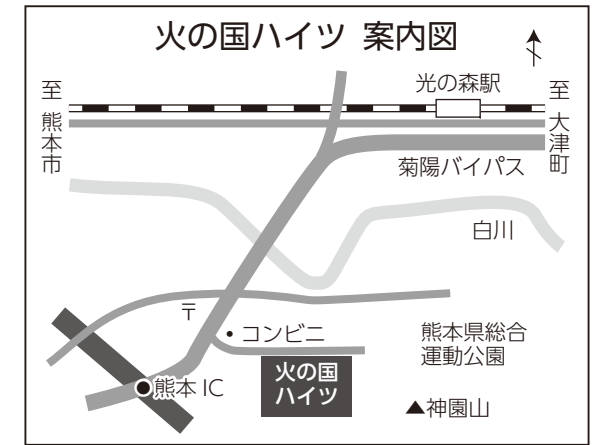 火の国ハイツ 案内図
光の森駅
至熊本市
至大津町
菊陽バイパス
白川
〒
・コンビニ
熊本県総合
運動公園
火の国
ハイツ
●熊本 IC
▲神園山